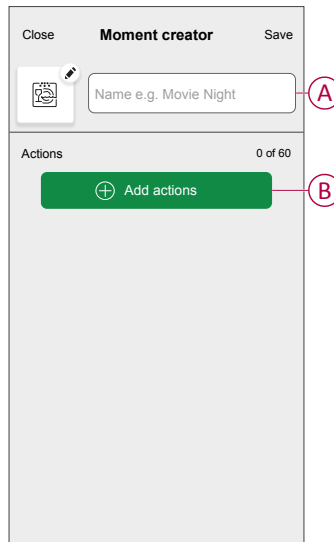 Close Moment creator Save
Name e.g. Movie Night
A
Actions 0 of 60
Add actions
B